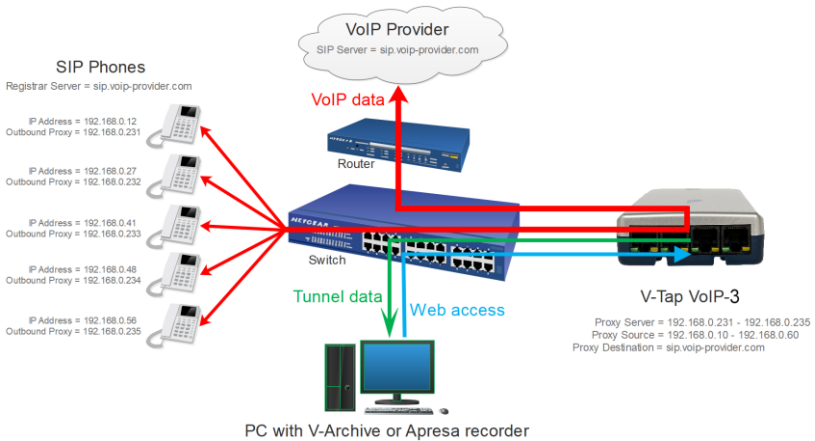 VoIP Provider
SIP Server = sip.voip-provider.com
SIP Phones
Registrar Server = sip.voip-provider.com
VoIP data
IP Address = 192.168.0.12
Outbound Proxy = 192.168.0.231
Router
IP Address = 192.168.0.27
Outbound Proxy = 192.168.0.232
NETGEAR
IP Address = 192.168.0.41
Outbound Proxy = 192.168.0.233
Switch
IP Address = 192.168.0.48
Outbound Proxy = 192.168.0.234
Tunnel data
Web access
V-Tap VoIP-3
IP Address = 192.168.0.56
Outbound Proxy = 192.168.0.235
Proxy Server = 192.168.0.231 - 192.168.0.235
Proxy Source = 192.168.0.10 - 192.168.0.60
Proxy Destination = sip.voip-provider.com
PC with V-Archive or Apresa recorder